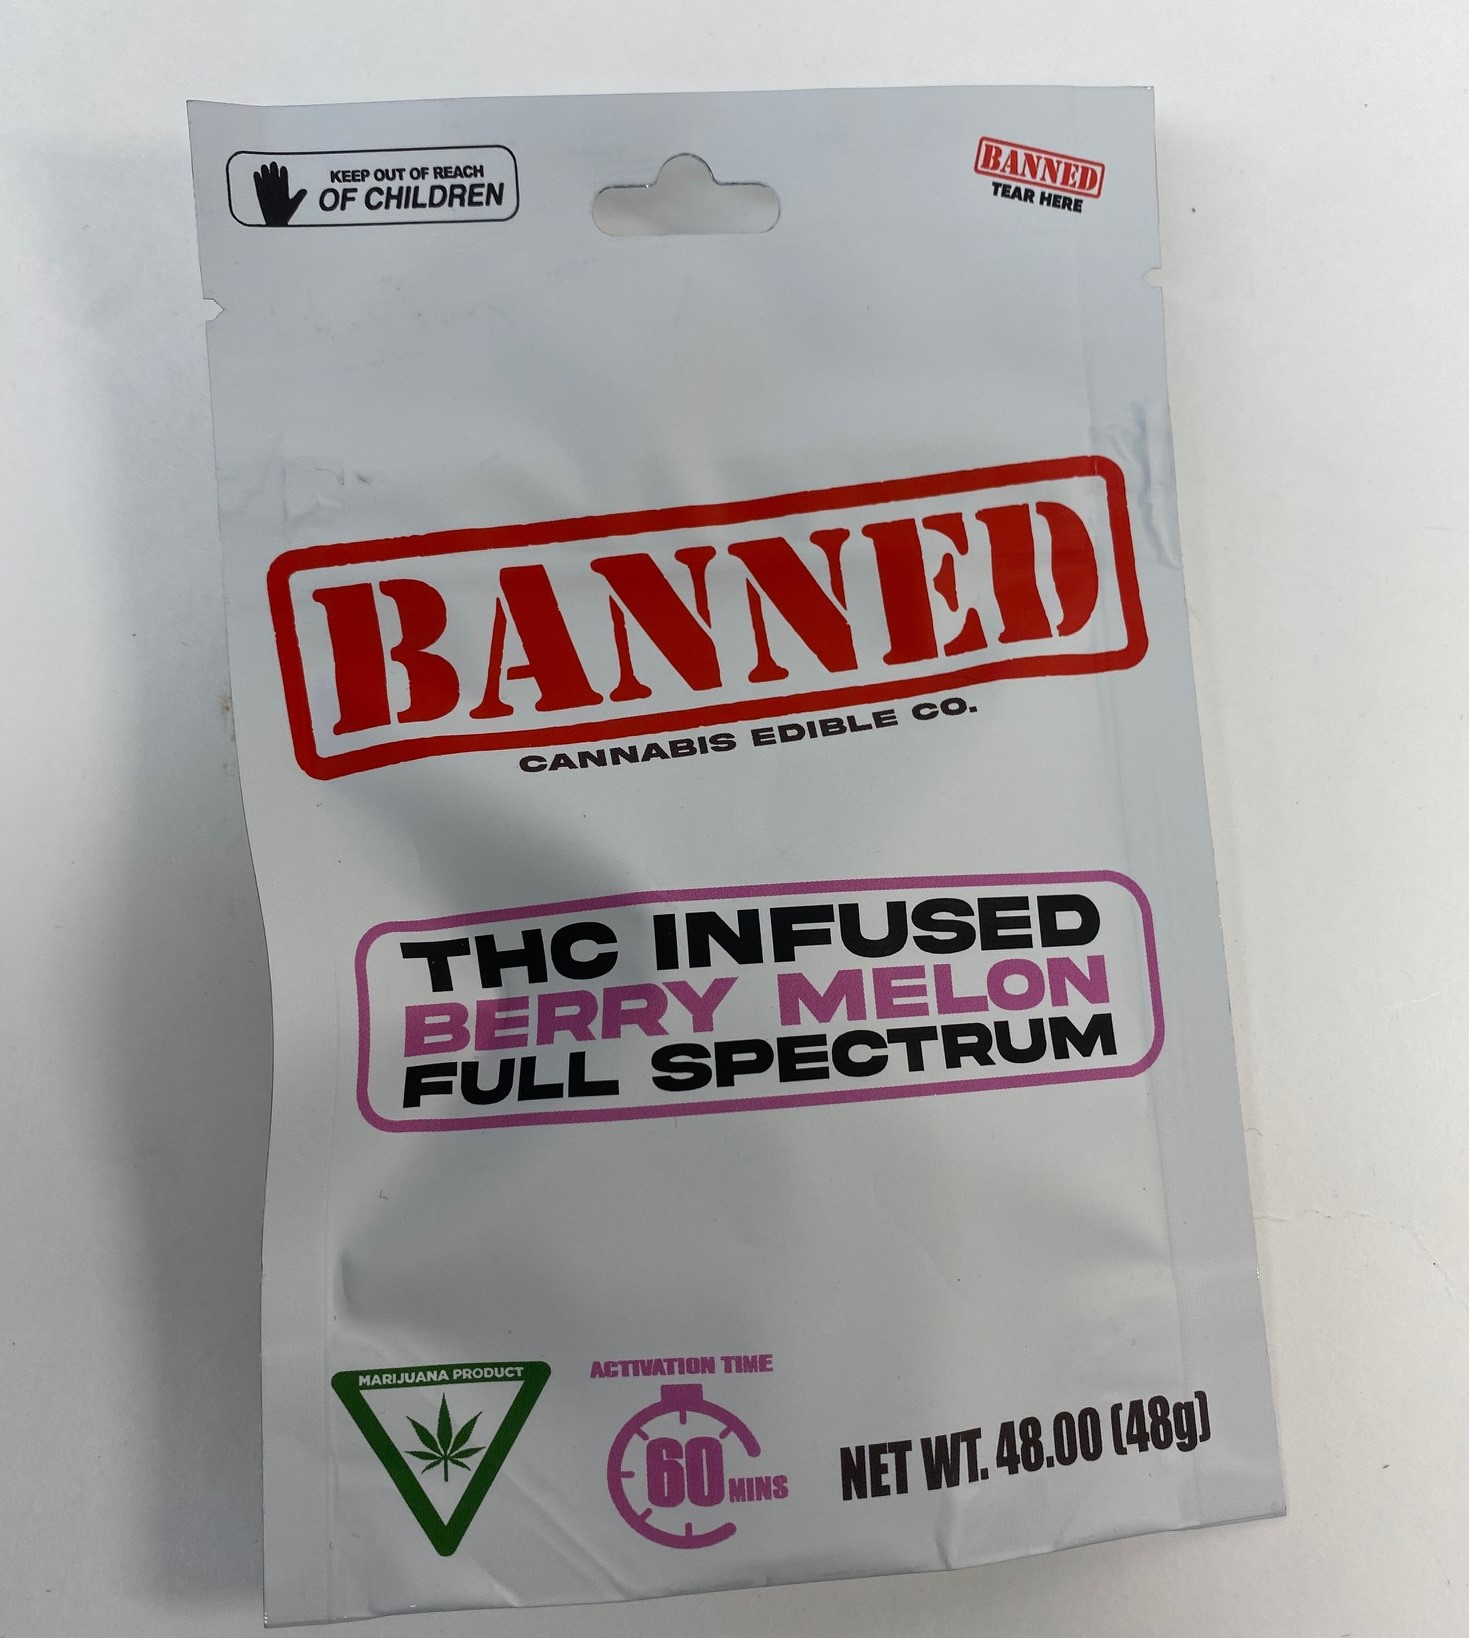 KEEP OUT OF REACH
OF CHILDREN
BANNED
TEAR HERE
BANNED
CANNABIS EDIBLE CO.
THC INFUSED
BERRY MELON
FULL SPECTRUM
MARIJUANA PRODUCT
ACTIVATION TIME
60 MINS
NET WT. 48.00 (48g)